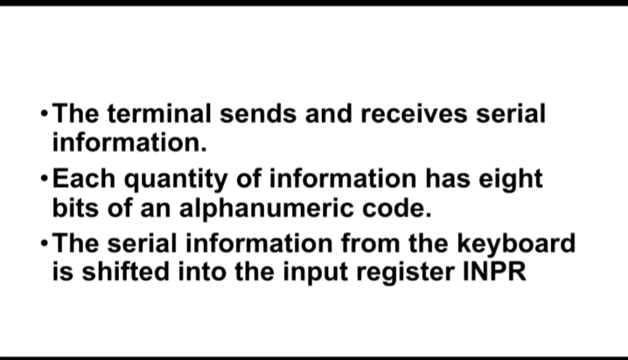 •The terminal sends and receives serial
information.
•Each quantity of information has eight
bits of an alphanumeric code.
•The serial information from the keyboard
is shifted into the input register INPR